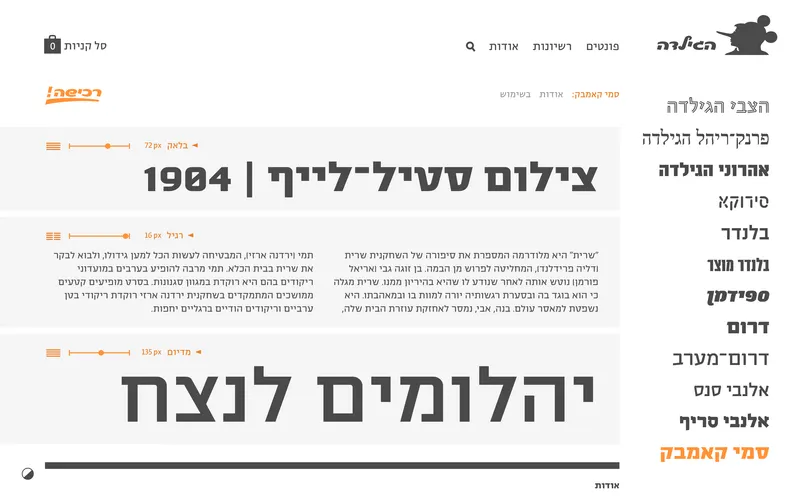 הגילדה
פונטים
רשיונות
אודות
סל קניות
0
הצבי הגילדה
פרנק־ריהל הגילדה
אהרוני הגילדה
סירוקא
בלנדר
בלנדר מוצר
ספידמן
דרום
דרום־מערב
אלנבי סנס
אלנבי סריף
סמי קאמבק
סמי קאמבק: אודות בשימוש
רכישה!
בלאק 72 px
צילום סטיל־לייף | 1904
רגיל 16 px
"שרית" היא מלודרמה המספרת את סיפורה של השחקנית שרית
(דליה פרידלנד), המחליטה לפרוש מן הבמה. בן זוגה גבי (אריאל
פורמן) נוטש אותה לאחר שנודע לו שהיא בהיריון ממנו. שרית מגלה
כי הוא בוגד בה ובסערת רגשותיה יורה למוות בו ובמאהבתו. היא
נשפטת למאסר עולם. בנה, אבי, נמסר לאחזקת עוזרת הבית שלה,
תמי (ירדנה ארזי), המבטיחה לעשות הכל למען גידולו, ולבוא לבקר
את שרית בבית הכלא. תמי מרבה להופיע בערבים במועדוני
ריקודים בהם היא רוקדת במגוון סגנונות. בסרט מופיעים קטעים
ממושכים המתמקדים בשחקנית ירדנה ארזי רוקדת ריקודי בטן
ערביים וריקודים הודיים ברגליים יחפות.
מדיום 135 px
יהלומים לנצח
אודות